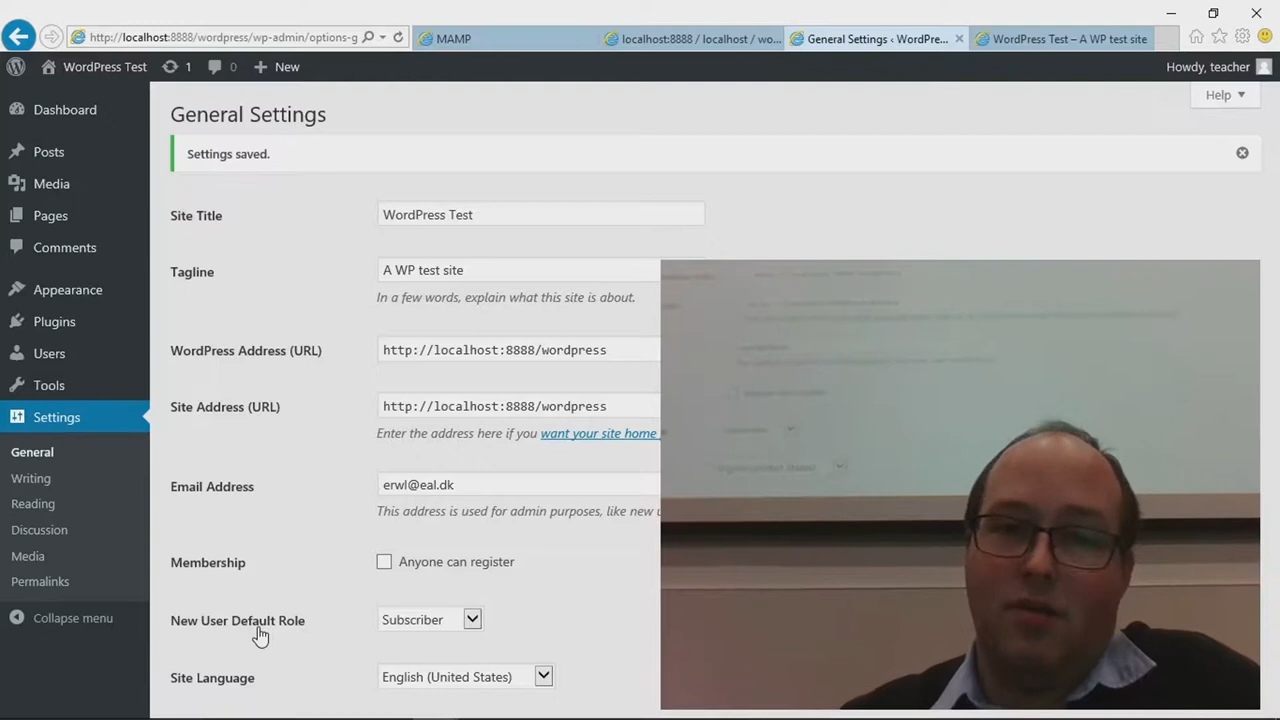 http://localhost:8888/wordpress/wp-admin/options-g
MAMP
localhost:8888 / localhost / wo...
General Settings ‹ WordPre...
WordPress Test – A WP test site
WordPress Test
1
0
New
Howdy, teacher
Dashboard
Posts
Media
Pages
Comments
Appearance
Plugins
Users
Tools
Settings
General
Writing
Reading
Discussion
Media
Permalinks
Collapse menu
Help
General Settings
Settings saved.
Site Title
WordPress Test
Tagline
A WP test site
In a few words, explain what this site is about.
WordPress Address (URL)
http://localhost:8888/wordpress
Site Address (URL)
http://localhost:8888/wordpress
Enter the address here if you want your site home
Email Address
erwl@eal.dk
This address is used for admin purposes, like new
Membership
Anyone can register
New User Default Role
Subscriber
Site Language
English (United States)